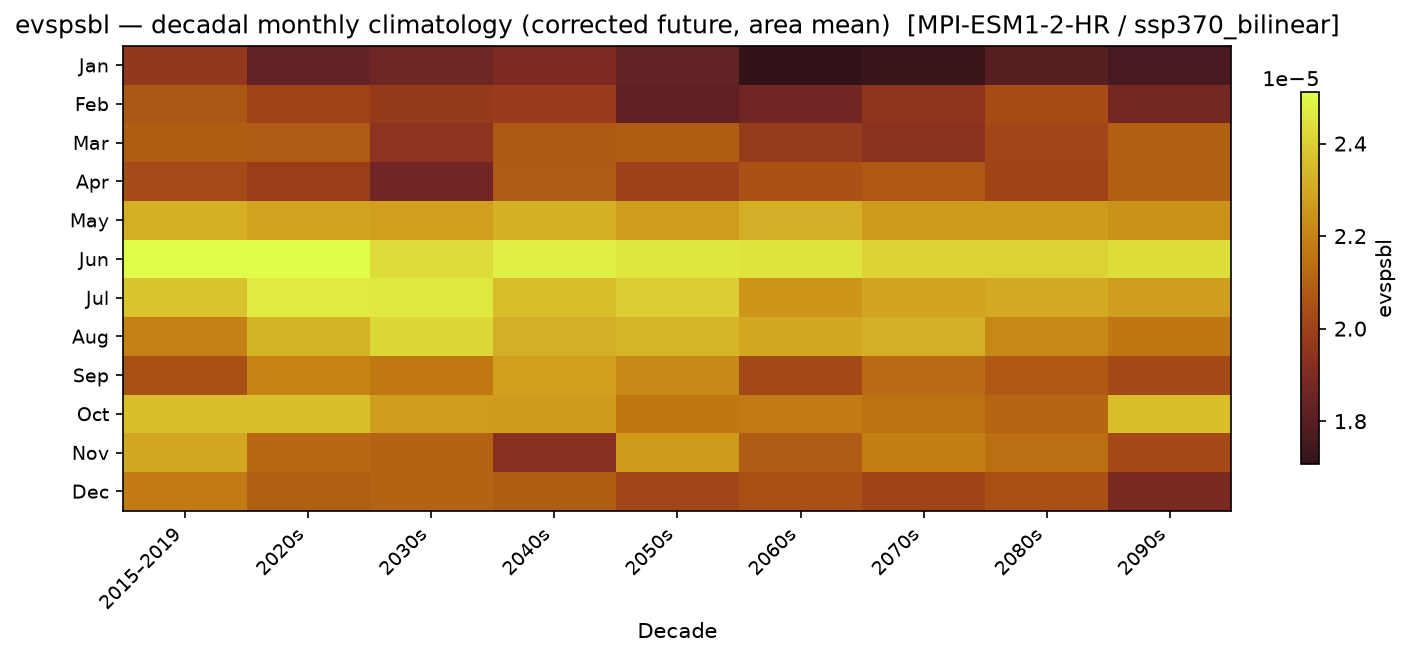 evspsbl — decadal monthly climatology (corrected future, area mean)  [MPI-ESM1-2-HR / ssp370_bilinear]
Jan
Feb
Mar
Apr
May
Jun
Jul
Aug
Sep
Oct
Nov
Dec
2015–2019
2020s
2030s
2040s
2050s
2060s
2070s
2080s
2090s
Decade
1e−5
2.4
2.2
2.0
1.8
evspsbl